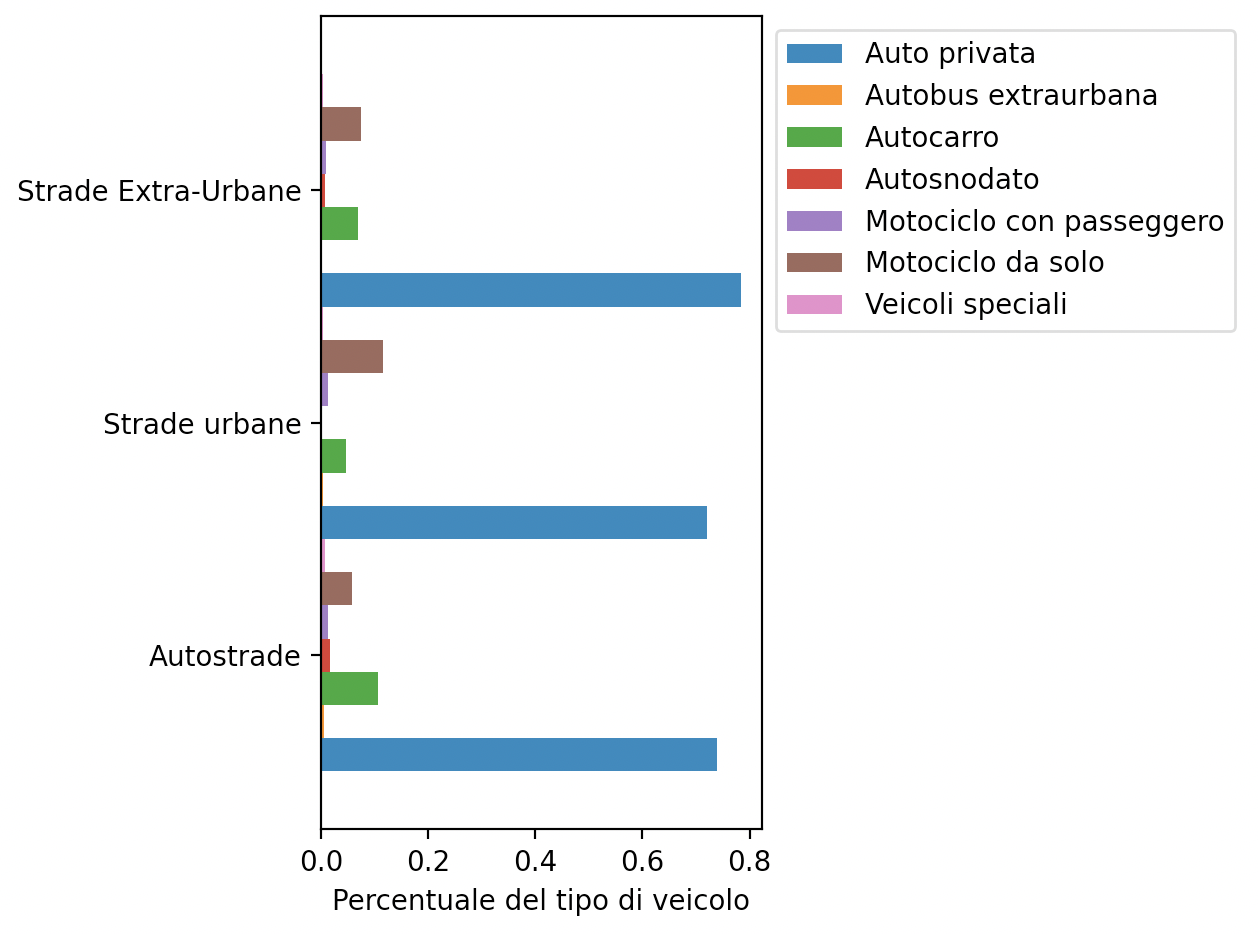 Auto privata
Autobus extraurbana
Autocarro
Autosnodato
Motociclo con passeggero
Motociclo da solo
Veicoli speciali
Strade Extra-Urbane
Strade urbane
Autostrade
0.0 0.2 0.4 0.6 0.8
Percentuale del tipo di veicolo